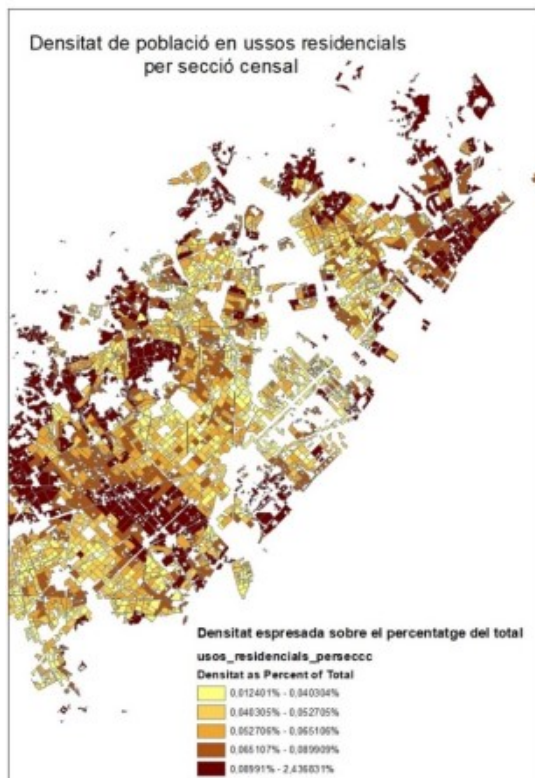 Densitat de població en ussos residencials
per secció censal
Densitat espresada sobre el percentatge del total
usos_residencials_perseccc
Densitat as Percent of Total
0,012401% - 0,040304%
0,040305% - 0,052705%
0,052706% - 0,065106%
0,065107% - 0,089909%
0,08991% - 2,436831%